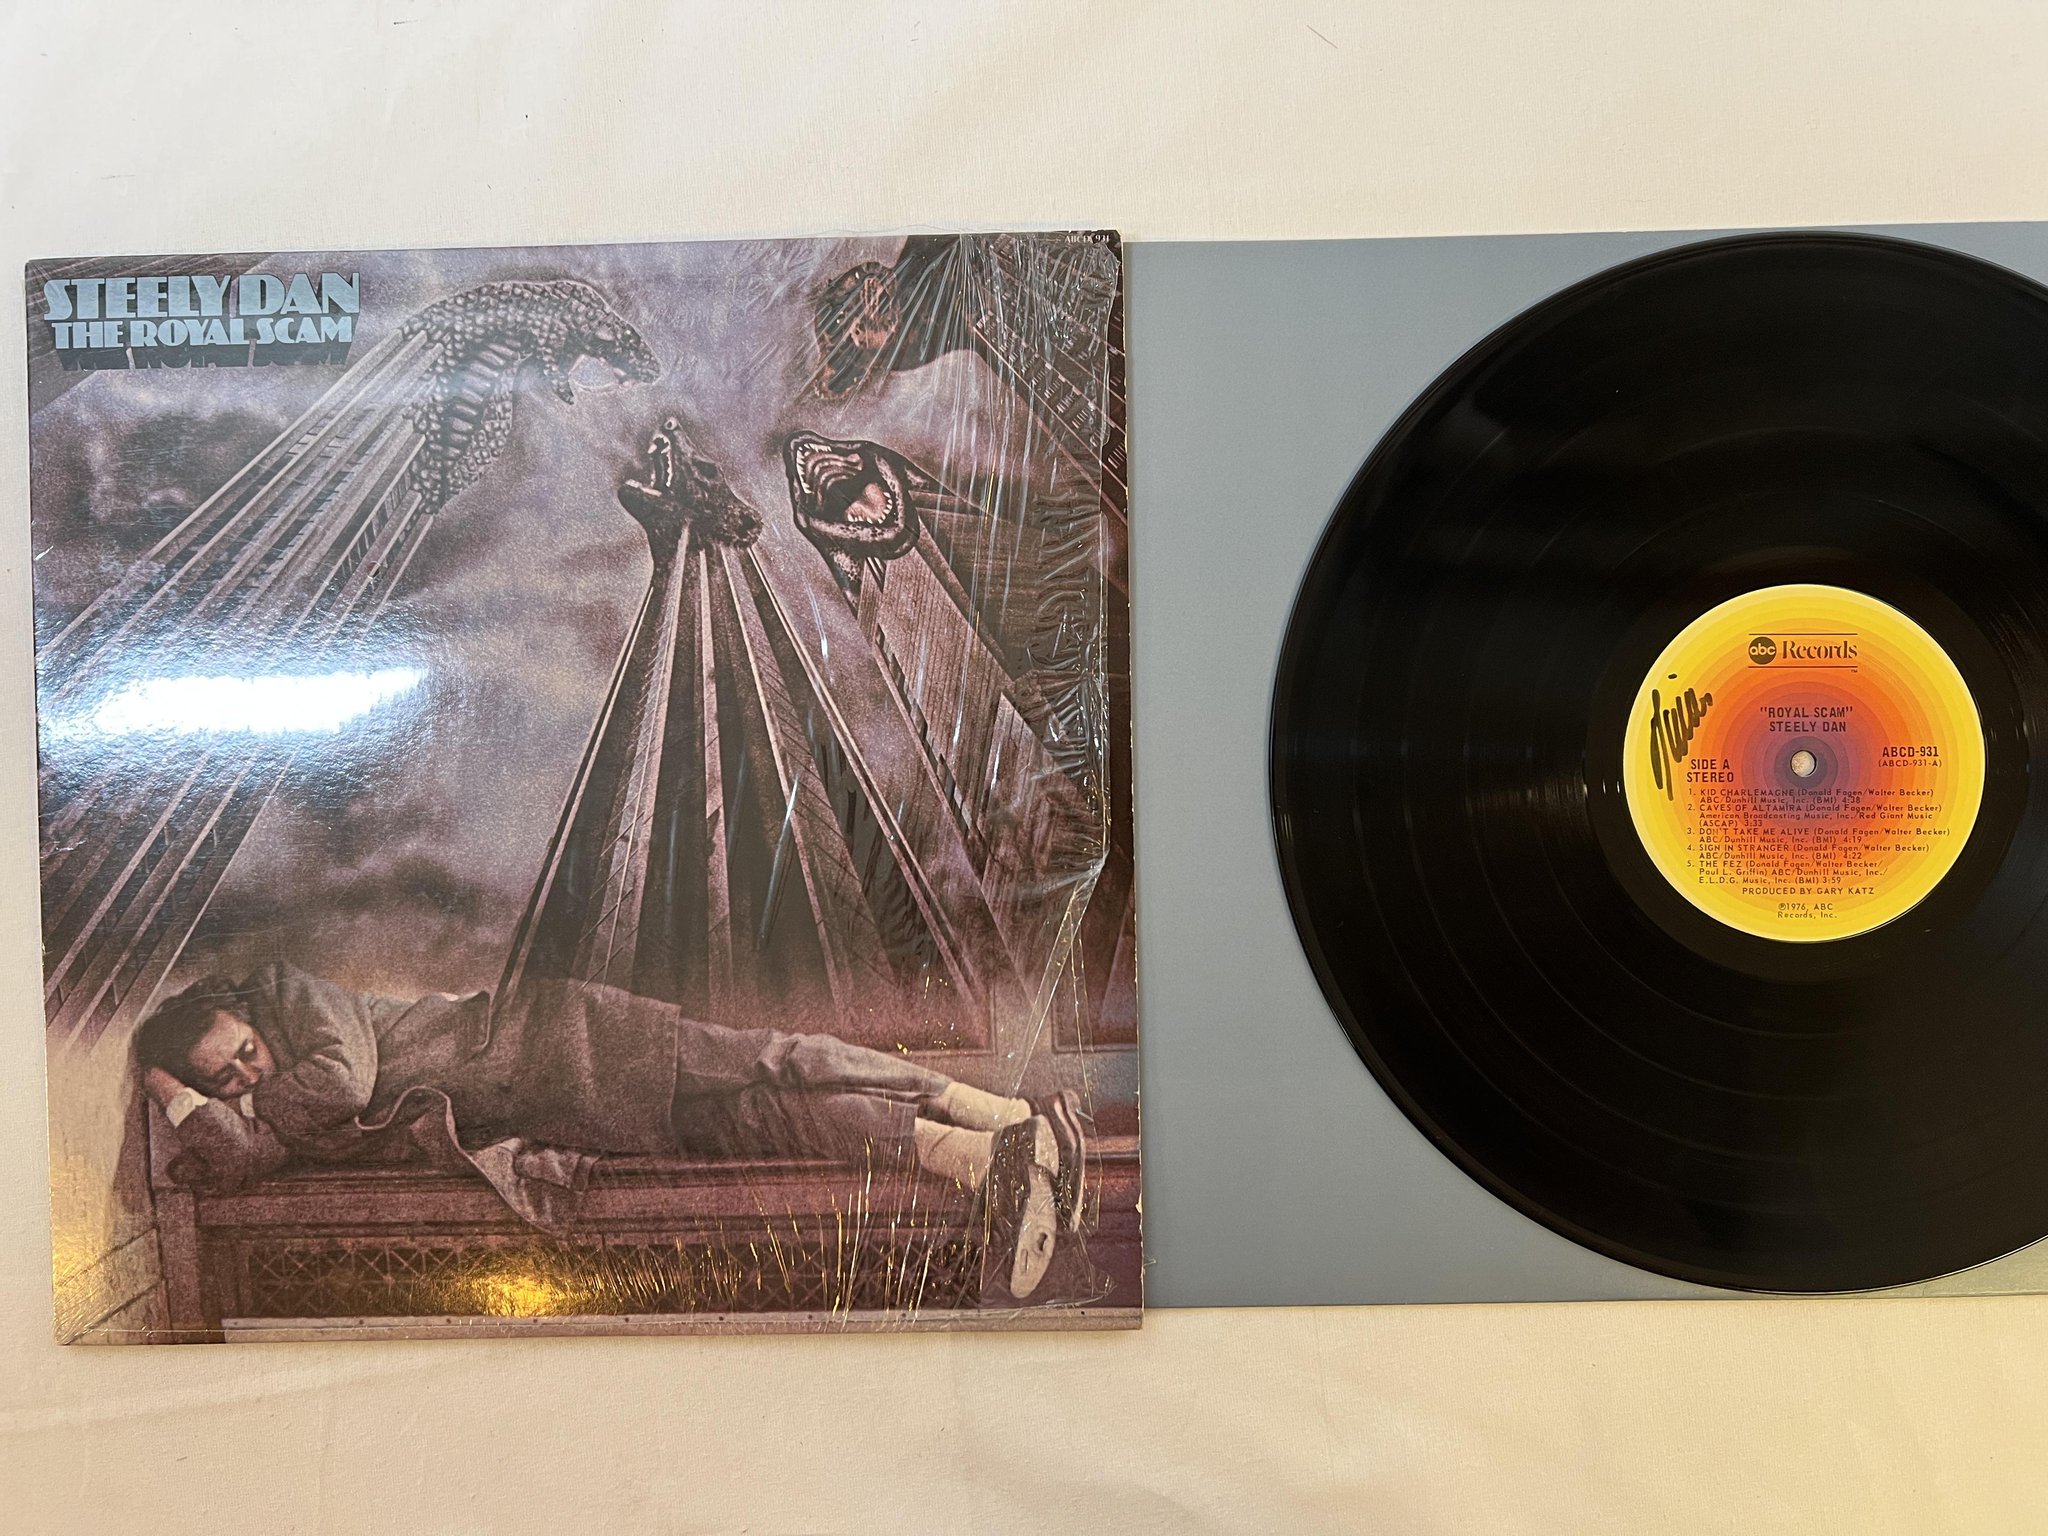 STEELY DAN
THE ROYAL SCAM
ABCD 931
abc Records
TM
"ROYAL SCAM"
STEELY DAN
SIDE A
STEREO
ABCD-931
(ABCD-931-A)
1. KID CHARLEMAGNE (Donald Fagen/Walter Becker)
ABC/Dunhill Music, Inc. (BMI) 4:38
2. CAVES OF ALTAMIRA (Donald Fagen/Walter Becker)
American Broadcasting Music, Inc./Red Giant Music
(ASCAP) 3:33
3. DON'T TAKE ME ALIVE (Donald Fagen/Walter Becker)
ABC/Dunhill Music, Inc. (BMI) 4:19
4. SIGN IN STRANGER (Donald Fagen/Walter Becker)
ABC/Dunhill Music, Inc. (BMI) 4:22
5. THE FEZ (Donald Fagen/Walter Becker/
Paul L. Griffin) ABC/Dunhill Music, Inc./
E.L.D.G. Music, Inc. (BMI) 3:59
PRODUCED BY GARY KATZ
℗1976, ABC
Records, Inc.